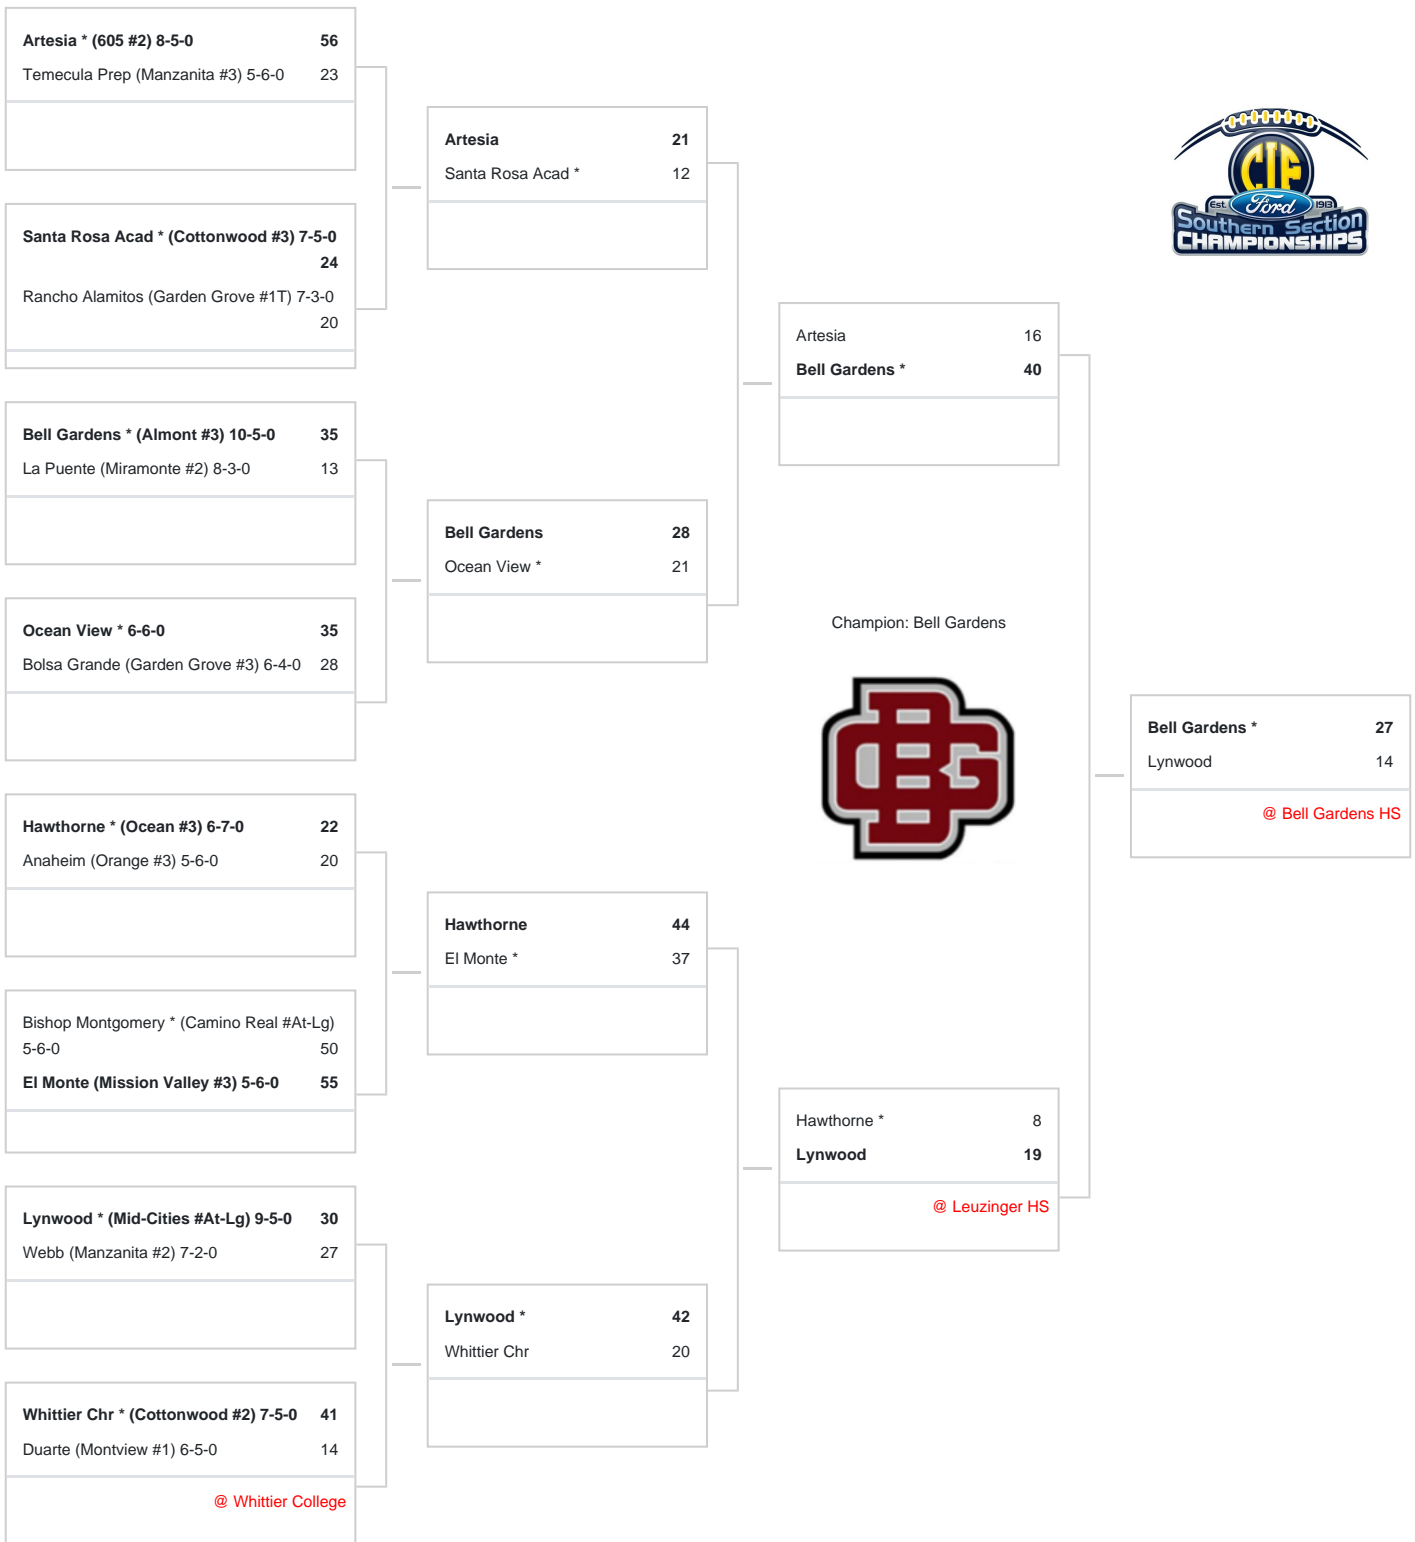 Artesia * (605 #2) 8-5-0 56
Temecula Prep (Manzanita #3) 5-6-0 23
Santa Rosa Acad * (Cottonwood #3) 7-5-0
24
Rancho Alamitos (Garden Grove #1T) 7-3-0
20
Bell Gardens * (Almont #3) 10-5-0 35
La Puente (Miramonte #2) 8-3-0 13
Ocean View * 6-6-0 35
Bolsa Grande (Garden Grove #3) 6-4-0 28
Hawthorne * (Ocean #3) 6-7-0 22
Anaheim (Orange #3) 5-6-0 20
Bishop Montgomery * (Camino Real #At-Lg)
5-6-0 50
El Monte (Mission Valley #3) 5-6-0 55
Lynwood * (Mid-Cities #At-Lg) 9-5-0 30
Webb (Manzanita #2) 7-2-0 27
Whittier Chr * (Cottonwood #2) 7-5-0 41
Duarte (Montview #1) 6-5-0 14
@ Whittier College
Artesia 21
Santa Rosa Acad * 12
Bell Gardens 28
Ocean View * 21
Hawthorne 44
El Monte * 37
Lynwood * 42
Whittier Chr 20
Artesia 16
Bell Gardens * 40
Champion: Bell Gardens
BG
Hawthorne * 8
Lynwood 19
@ Leuzinger HS
CIF
Est. Ford 1913
Southern Section
CHAMPIONSHIPS
Bell Gardens * 27
Lynwood 14
@ Bell Gardens HS